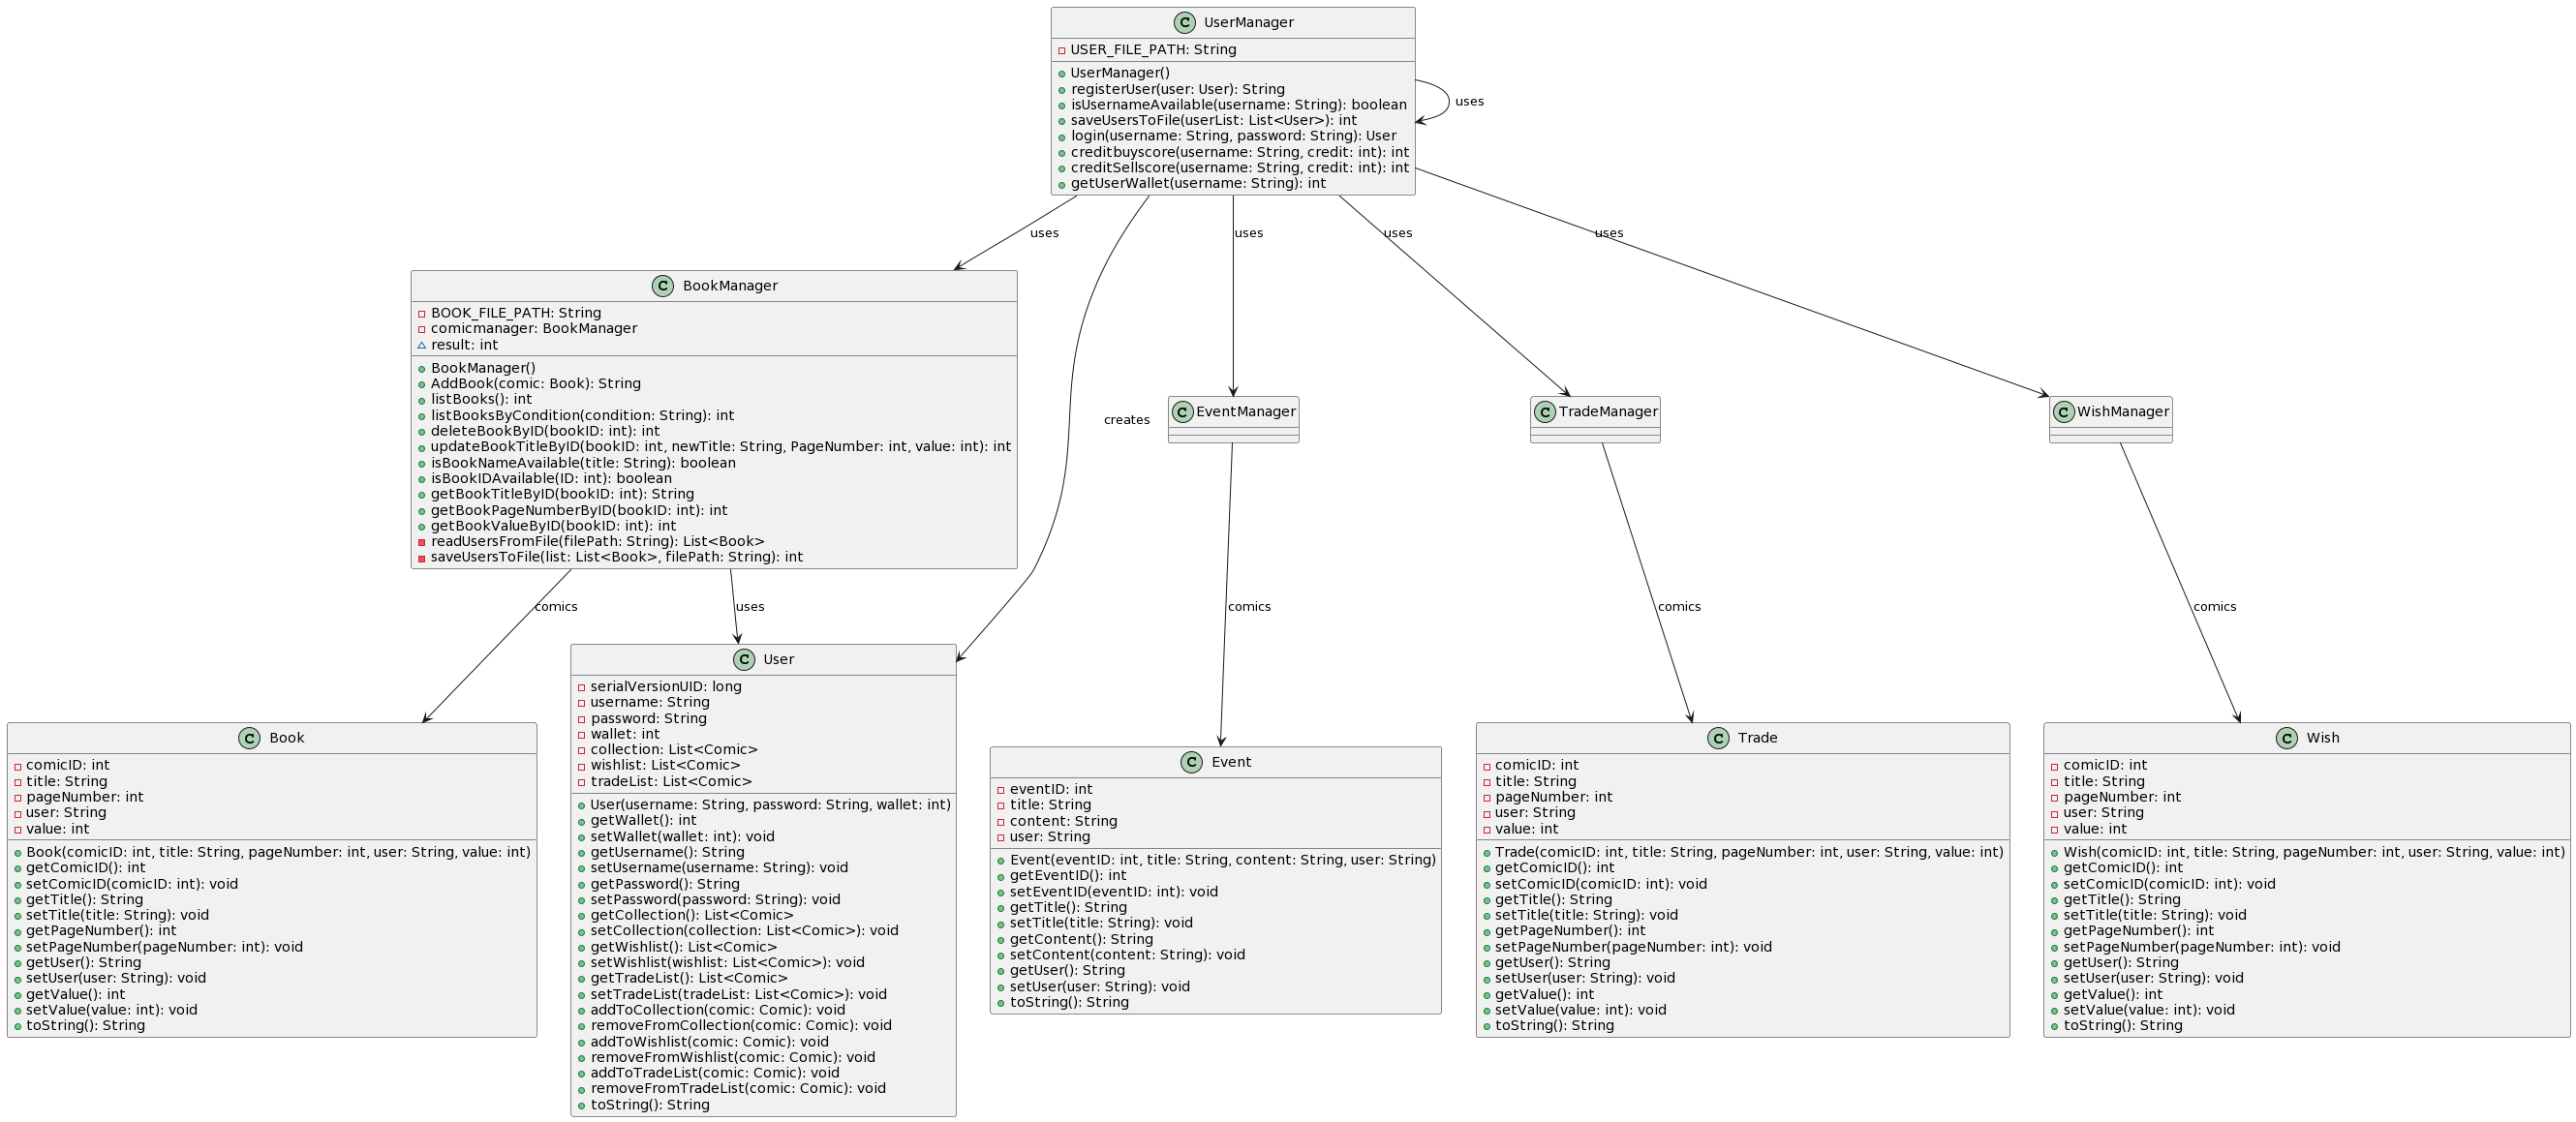 UserManager
USER_FILE_PATH: String
UserManager()
registerUser(user: User): String
isUsernameAvailable(username: String): boolean
saveUsersToFile(userList: List<User>): int
login(username: String, password: String): User
creditbuyscore(username: String, credit: int): int
creditSellscore(username: String, credit: int): int
getUserWallet(username: String): int
uses
uses
uses
uses
uses
BookManager
BOOK_FILE_PATH: String
comicmanager: BookManager
result: int
BookManager()
AddBook(comic: Book): String
listBooks(): int
listBooksByCondition(condition: String): int
deleteBookByID(bookID: int): int
updateBookTitleByID(bookID: int, newTitle: String, PageNumber: int, value: int): int
isBookNameAvailable(title: String): boolean
isBookIDAvailable(ID: int): boolean
getBookTitleByID(bookID: int): String
getBookPageNumberByID(bookID: int): int
getBookValueByID(bookID: int): int
readUsersFromFile(filePath: String): List<Book>
saveUsersToFile(list: List<Book>, filePath: String): int
creates
EventManager
TradeManager
WishManager
comics
uses
comics
comics
comics
Book
comicID: int
title: String
pageNumber: int
user: String
value: int
Book(comicID: int, title: String, pageNumber: int, user: String, value: int)
getComicID(): int
setComicID(comicID: int): void
getTitle(): String
setTitle(title: String): void
getPageNumber(): int
setPageNumber(pageNumber: int): void
getUser(): String
setUser(user: String): void
getValue(): int
setValue(value: int): void
toString(): String
User
serialVersionUID: long
username: String
password: String
wallet: int
collection: List<Comic>
wishlist: List<Comic>
tradeList: List<Comic>
User(username: String, password: String, wallet: int)
getWallet(): int
setWallet(wallet: int): void
getUsername(): String
setUsername(username: String): void
getPassword(): String
setPassword(password: String): void
getCollection(): List<Comic>
setCollection(collection: List<Comic>): void
getWishlist(): List<Comic>
setWishlist(wishlist: List<Comic>): void
getTradeList(): List<Comic>
setTradeList(tradeList: List<Comic>): void
addToCollection(comic: Comic): void
removeFromCollection(comic: Comic): void
addToWishlist(comic: Comic): void
removeFromWishlist(comic: Comic): void
addToTradeList(comic: Comic): void
removeFromTradeList(comic: Comic): void
toString(): String
Event
eventID: int
title: String
content: String
user: String
Event(eventID: int, title: String, content: String, user: String)
getEventID(): int
setEventID(eventID: int): void
getTitle(): String
setTitle(title: String): void
getContent(): String
setContent(content: String): void
getUser(): String
setUser(user: String): void
toString(): String
Trade
comicID: int
title: String
pageNumber: int
user: String
value: int
Trade(comicID: int, title: String, pageNumber: int, user: String, value: int)
getComicID(): int
setComicID(comicID: int): void
getTitle(): String
setTitle(title: String): void
getPageNumber(): int
setPageNumber(pageNumber: int): void
getUser(): String
setUser(user: String): void
getValue(): int
setValue(value: int): void
toString(): String
Wish
comicID: int
title: String
pageNumber: int
user: String
value: int
Wish(comicID: int, title: String, pageNumber: int, user: String, value: int)
getComicID(): int
setComicID(comicID: int): void
getTitle(): String
setTitle(title: String): void
getPageNumber(): int
setPageNumber(pageNumber: int): void
getUser(): String
setUser(user: String): void
getValue(): int
setValue(value: int): void
toString(): String